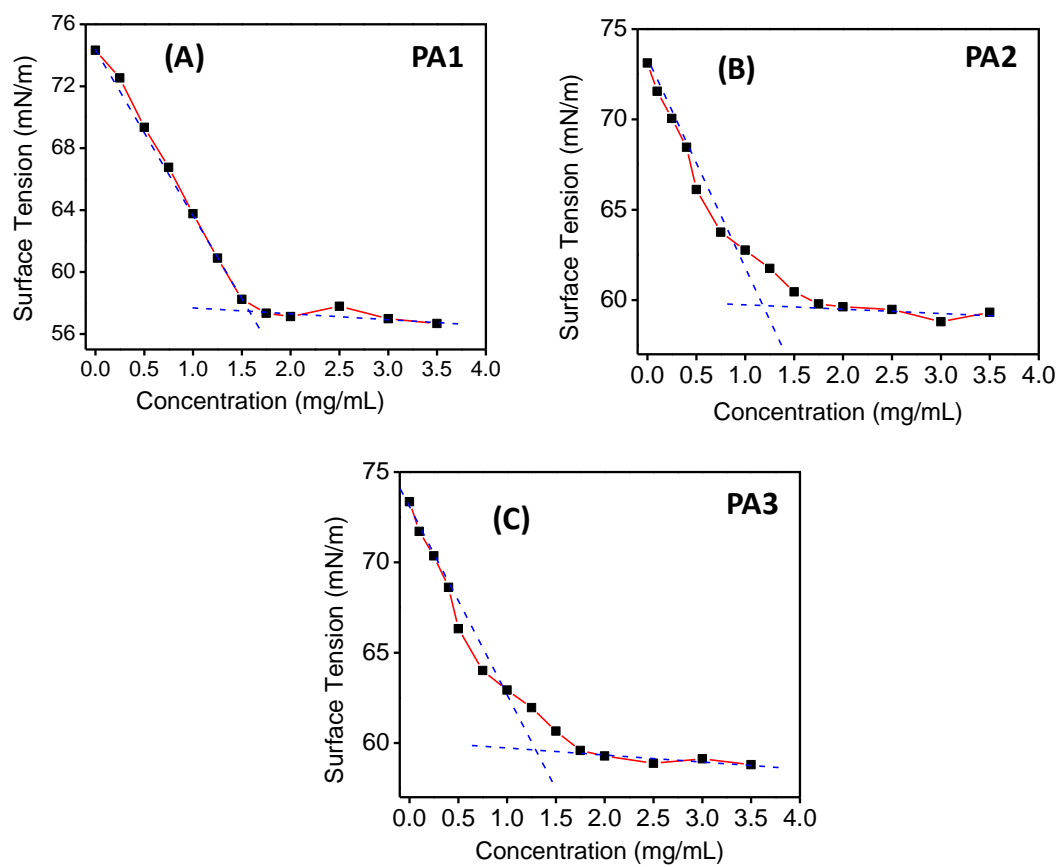 (A)
PA1
Surface Tension (mN/m)
76
72
68
64
60
56
0.0 0.5 1.0 1.5 2.0 2.5 3.0 3.5 4.0
Concentration (mg/mL)
(B)
PA2
Surface Tension (mN/m)
75
70
65
60
0.0 0.5 1.0 1.5 2.0 2.5 3.0 3.5 4.0
Concentration (mg/mL)
(C)
PA3
Surface Tension (mN/m)
75
70
65
60
0.0 0.5 1.0 1.5 2.0 2.5 3.0 3.5 4.0
Concentration (mg/mL)